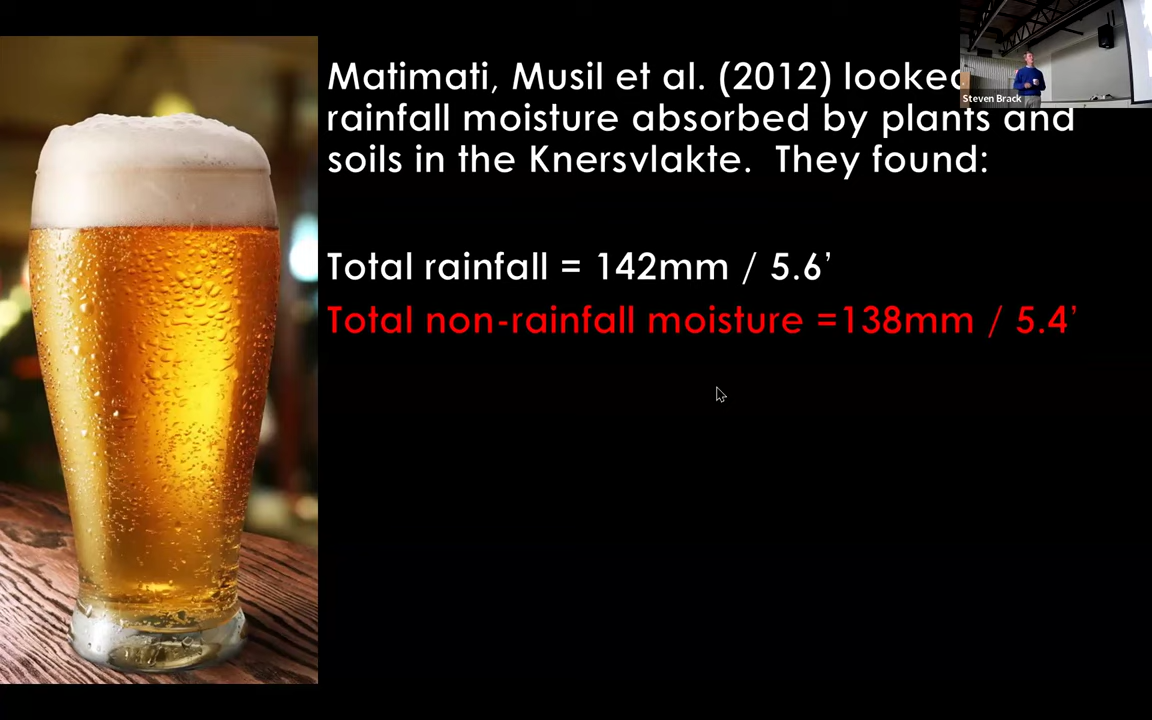 Matimati, Musil et al. (2012) looked
Steven Brack
rainfall moisture absorbed by plants and
soils in the Knersvlakte.  They found:
Total rainfall = 142mm / 5.6’
Total non-rainfall moisture =138mm / 5.4’